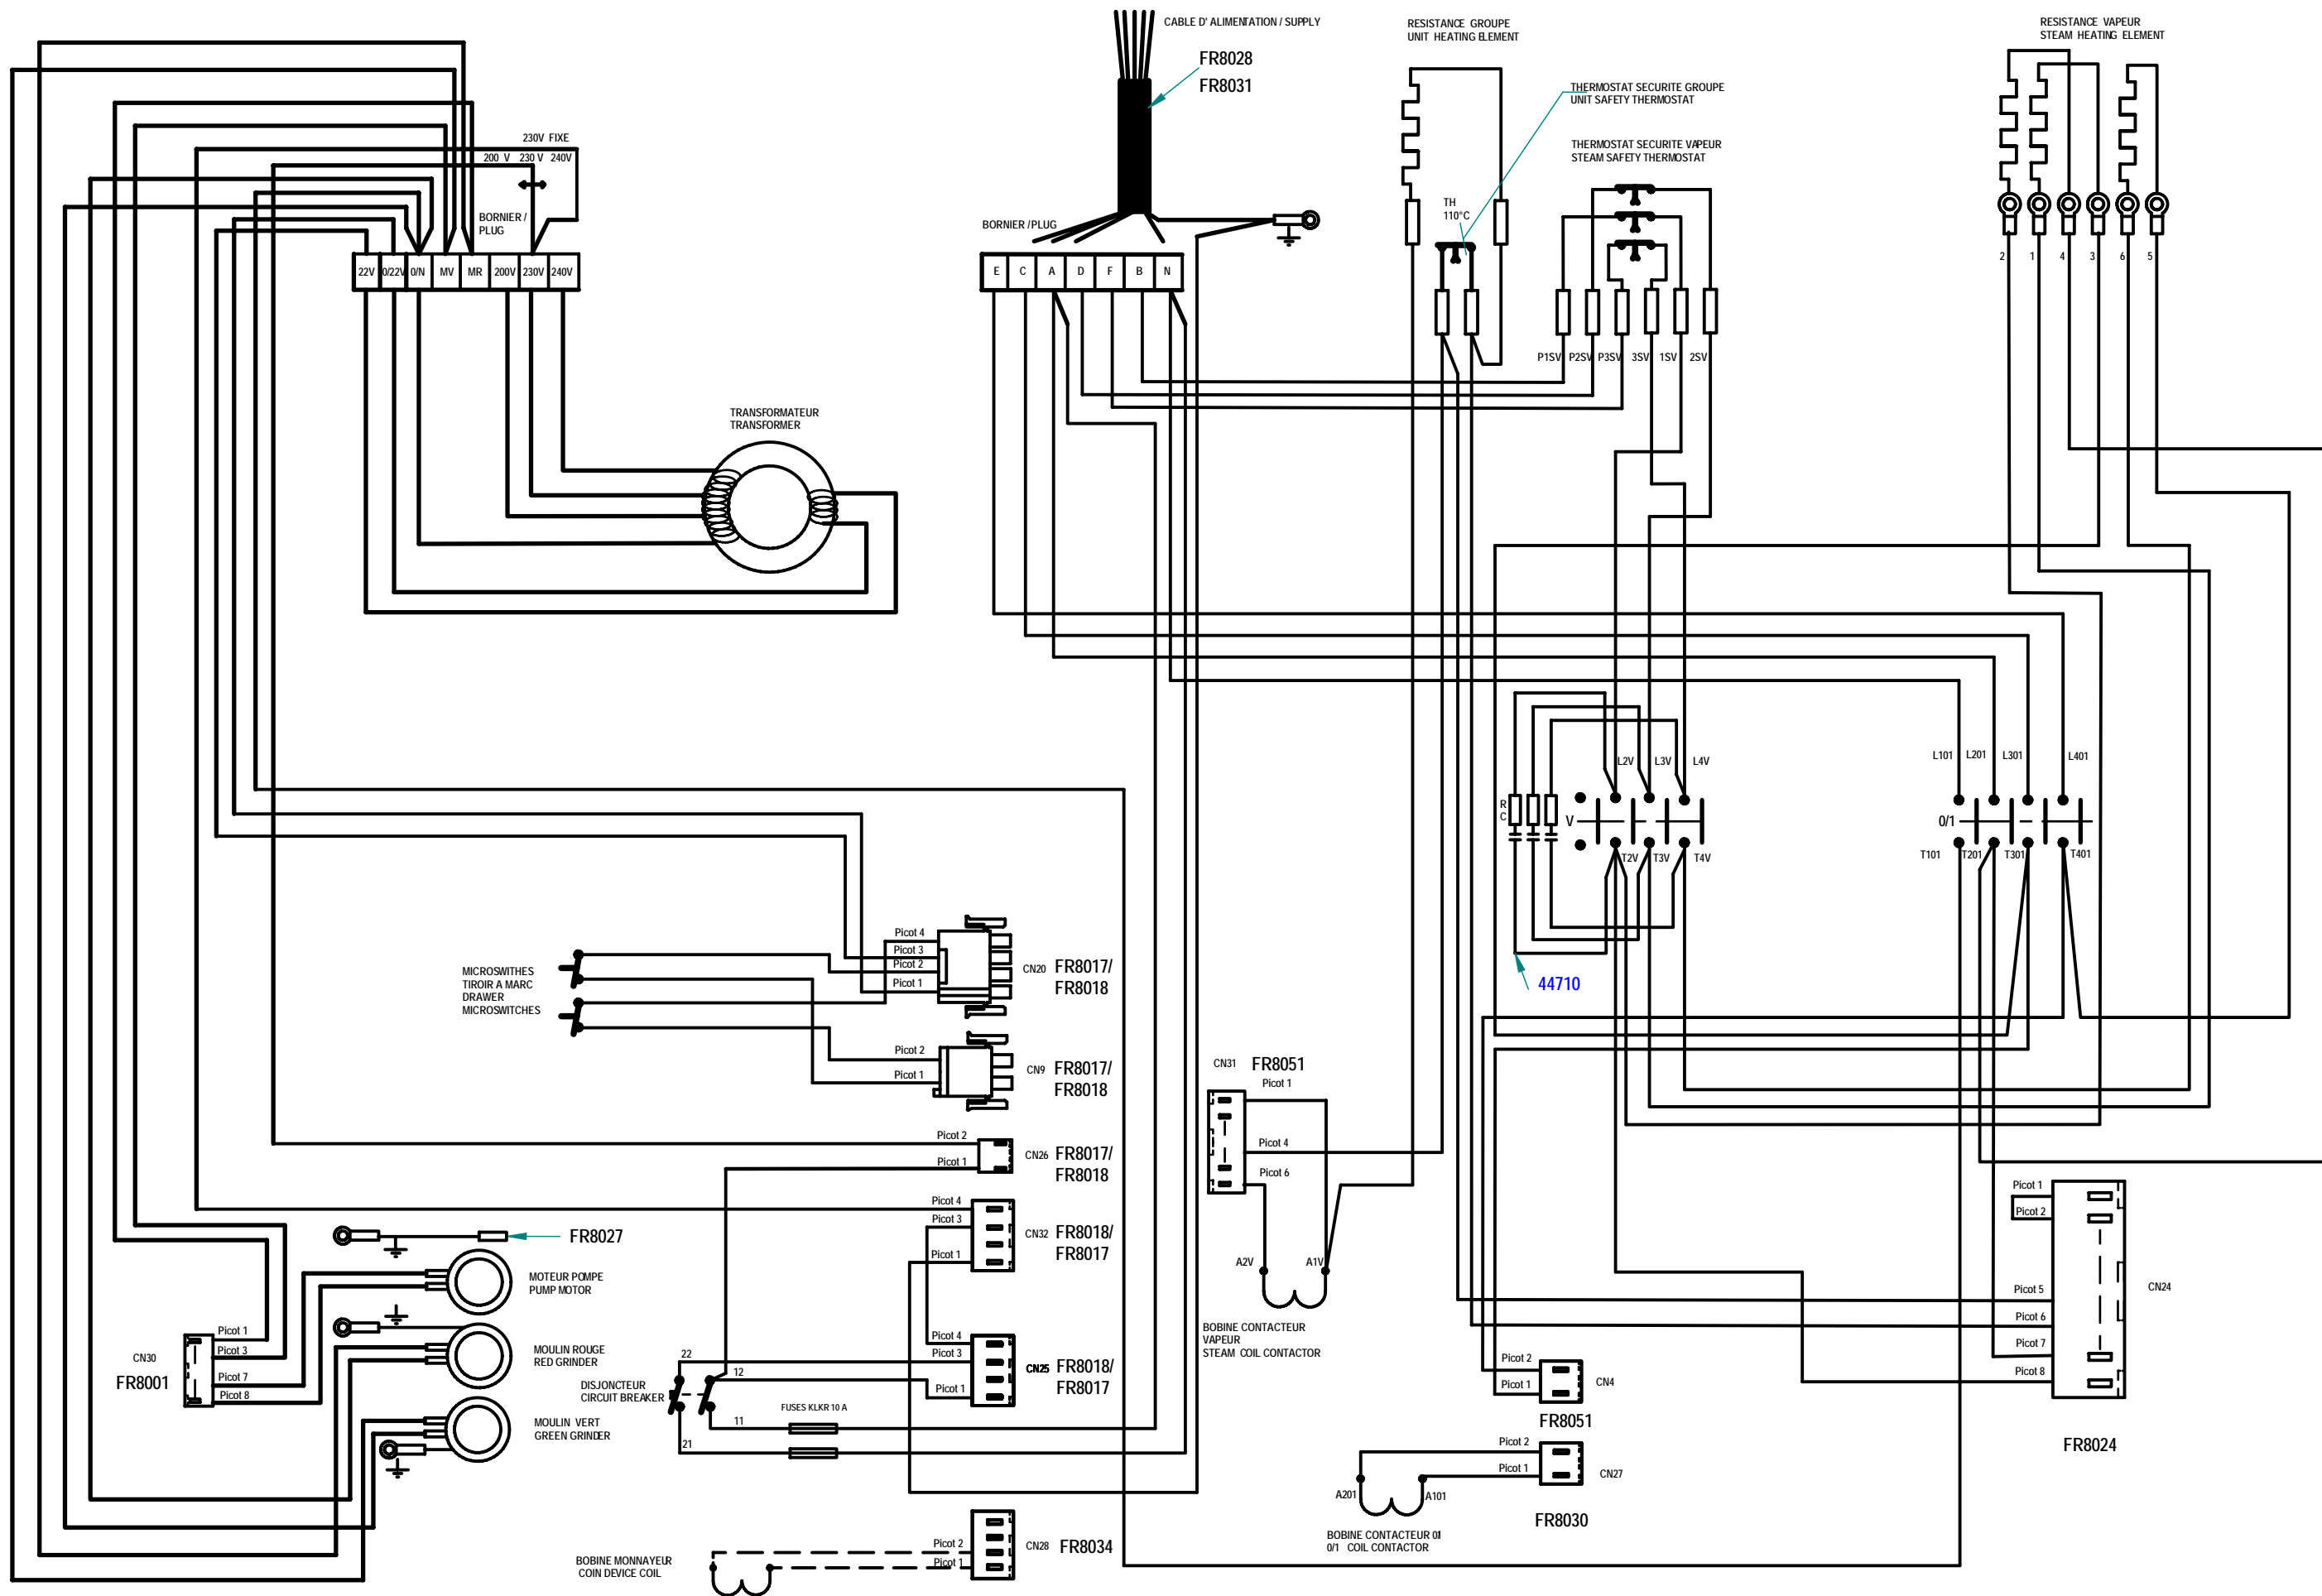 CABLE D' ALIMENTATION / SUPPLY
FR8028
FR8031
RESISTANCE GROUPE
UNIT HEATING ELEMENT
RESISTANCE VAPEUR
STEAM HEATING ELEMENT
THERMOSTAT SECURITE GROUPE
UNIT SAFETY THERMOSTAT
THERMOSTAT SECURITE VAPEUR
STEAM SAFETY THERMOSTAT
230V FIXE
200 V 230 V 240V
BORNIER /
PLUG
22V 0/22V 0/N MV MR 200V 230V 240V
BORNIER /PLUG
E C A D F B N
TH
110°C
2 1 4 3 6 5
P1SV P2SV P3SV 3SV 1SV 2SV
TRANSFORMATEUR
TRANSFORMER
L2V L3V L4V
L101 L201 L301 L401
R
C
V
0/1
T2V T3V T4V
T101 T201 T301 T401
44710
MICROSWITHES
TIROIR A MARC
DRAWER
MICROSWITCHES
Picot 4
Picot 3
Picot 2
Picot 1
CN20 FR8017/
FR8018
Picot 2
Picot 1
CN9 FR8017/
FR8018
Picot 2
Picot 1
CN26 FR8017/
FR8018
Picot 4
Picot 3
Picot 1
CN32 FR8018/
FR8017
Picot 4
Picot 3
Picot 1
CN25 FR8018/
FR8017
CN31 FR8051
Picot 1
Picot 4
Picot 6
A2V A1V
BOBINE CONTACTEUR
VAPEUR
STEAM COIL CONTACTOR
Picot 1
Picot 2
Picot 5
Picot 6
Picot 7
Picot 8
CN24
FR8024
FR8027
MOTEUR POMPE
PUMP MOTOR
MOULIN ROUGE
RED GRINDER
MOULIN VERT
GREEN GRINDER
CN30
FR8001
Picot 1
Picot 3
Picot 7
Picot 8
22
12
DISJONCTEUR
CIRCUIT BREAKER
11
21
FUSES KLKR 10 A
Picot 2
Picot 1
CN4
FR8051
Picot 2
Picot 1
CN27
FR8030
A201 A101
BOBINE CONTACTEUR 0/1
0/1 COIL CONTACTOR
BOBINE MONNAYEUR
COIN DEVICE COIL
Picot 2
Picot 1
CN28 FR8034